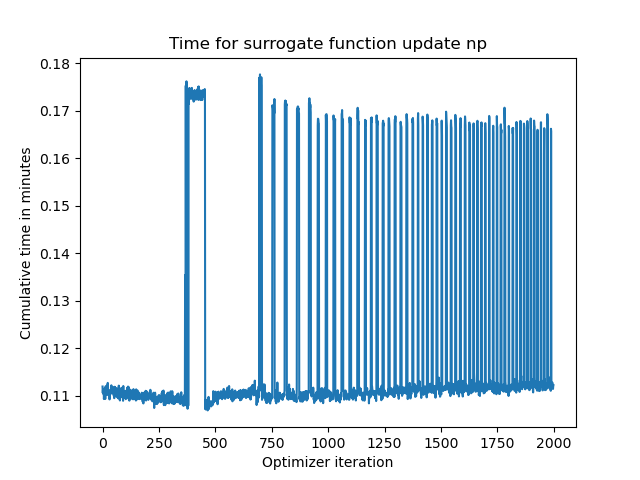 Time for surrogate function update np
0.18
0.17
0.16
0.15
0.14
0.13
0.12
0.11
Cumulative time in minutes
0 250 500 750 1000 1250 1500 1750 2000
Optimizer iteration